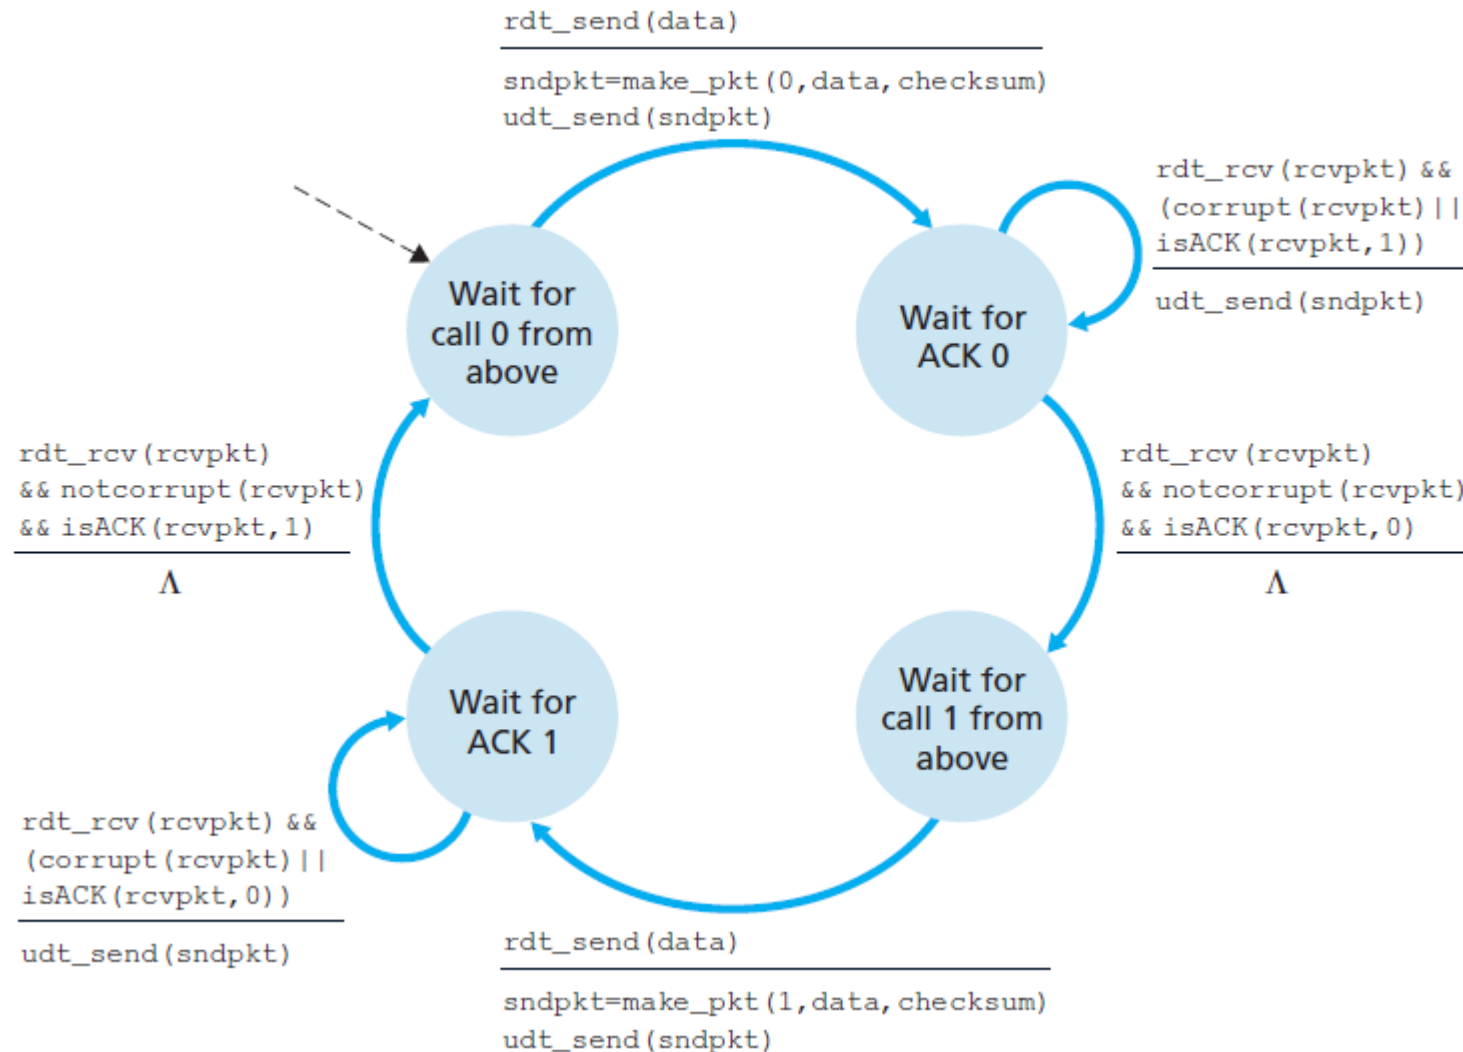 rdt_send(data)
sndpkt=make_pkt(0,data,checksum)
udt_send(sndpkt)
rdt_rcv(rcvpkt) &&
(corrupt(rcvpkt)||
isACK(rcvpkt,1))
udt_send(sndpkt)
Wait for
call 0 from
above
Wait for
ACK 0
rdt_rcv(rcvpkt)
&& notcorrupt(rcvpkt)
&& isACK(rcvpkt,1)
Λ
rdt_rcv(rcvpkt)
&& notcorrupt(rcvpkt)
&& isACK(rcvpkt,0)
Λ
Wait for
ACK 1
Wait for
call 1 from
above
rdt_rcv(rcvpkt) &&
(corrupt(rcvpkt)||
isACK(rcvpkt,0))
udt_send(sndpkt)
rdt_send(data)
sndpkt=make_pkt(1,data,checksum)
udt_send(sndpkt)